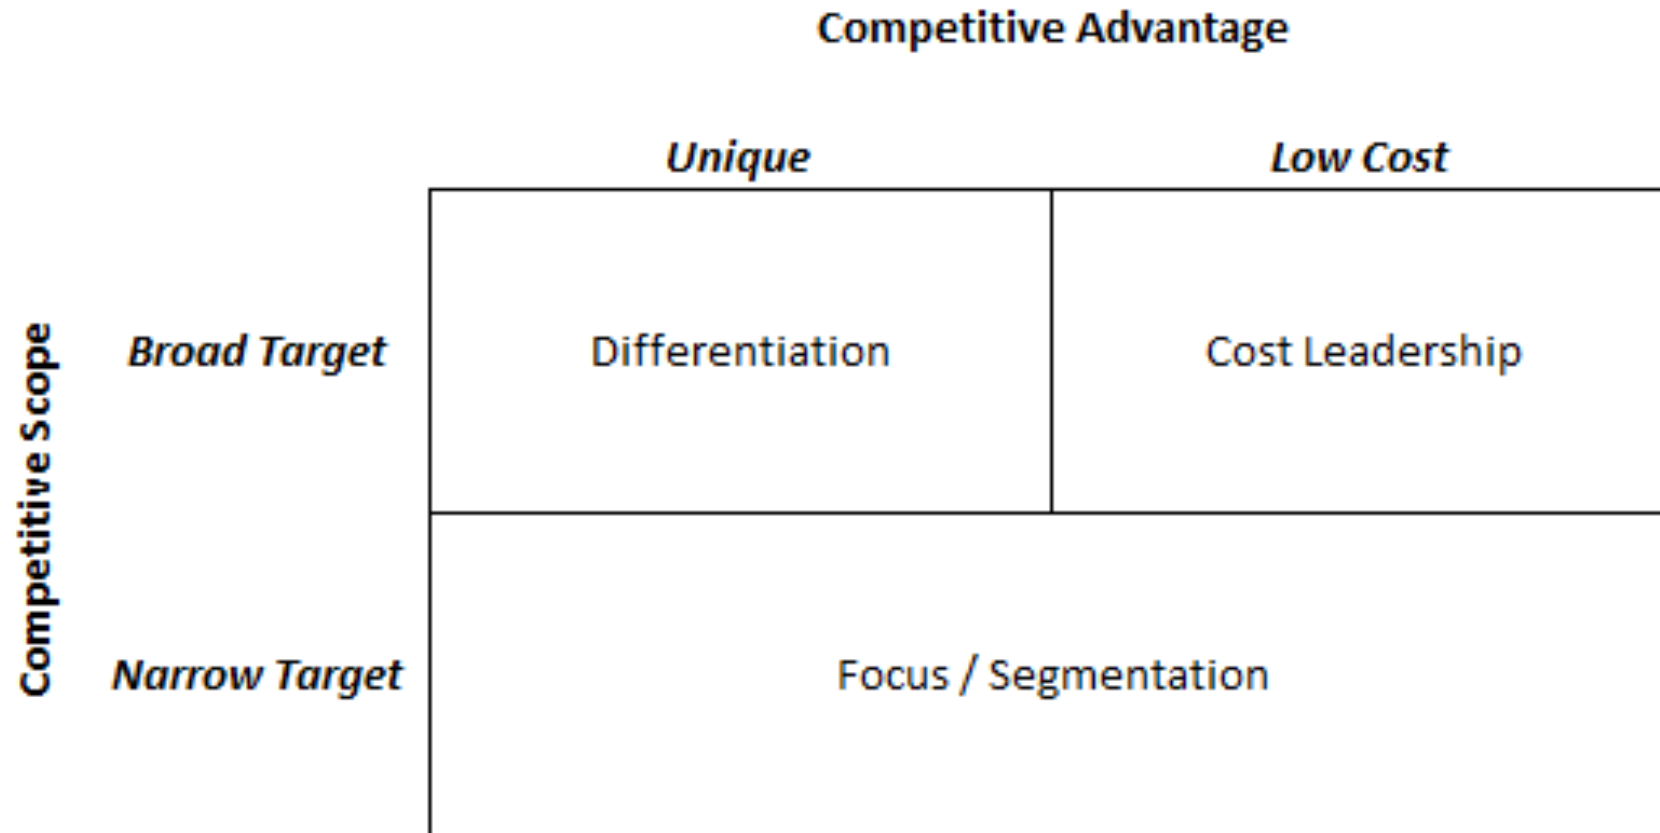 Competitive Advantage
Unique
Low Cost
Competitive Scope
Broad Target
Differentiation
Cost Leadership
Narrow Target
Focus / Segmentation